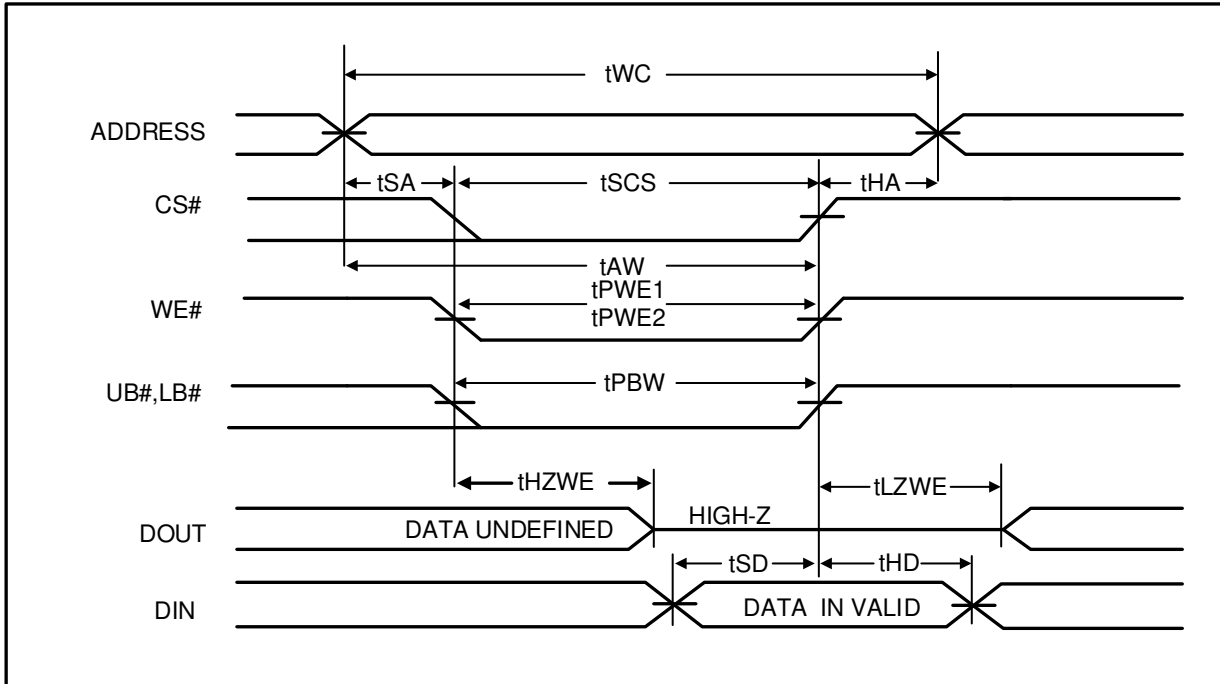 tWC
ADDRESS
tSA tSCS tHA
CS#
tAW
tPWE1
WE#
tPWE2
tPBW
UB#,LB#
tHZWE tLZWE
HIGH-Z
DATA UNDEFINED
DOUT
tSD tHD
DIN DATA IN VALID